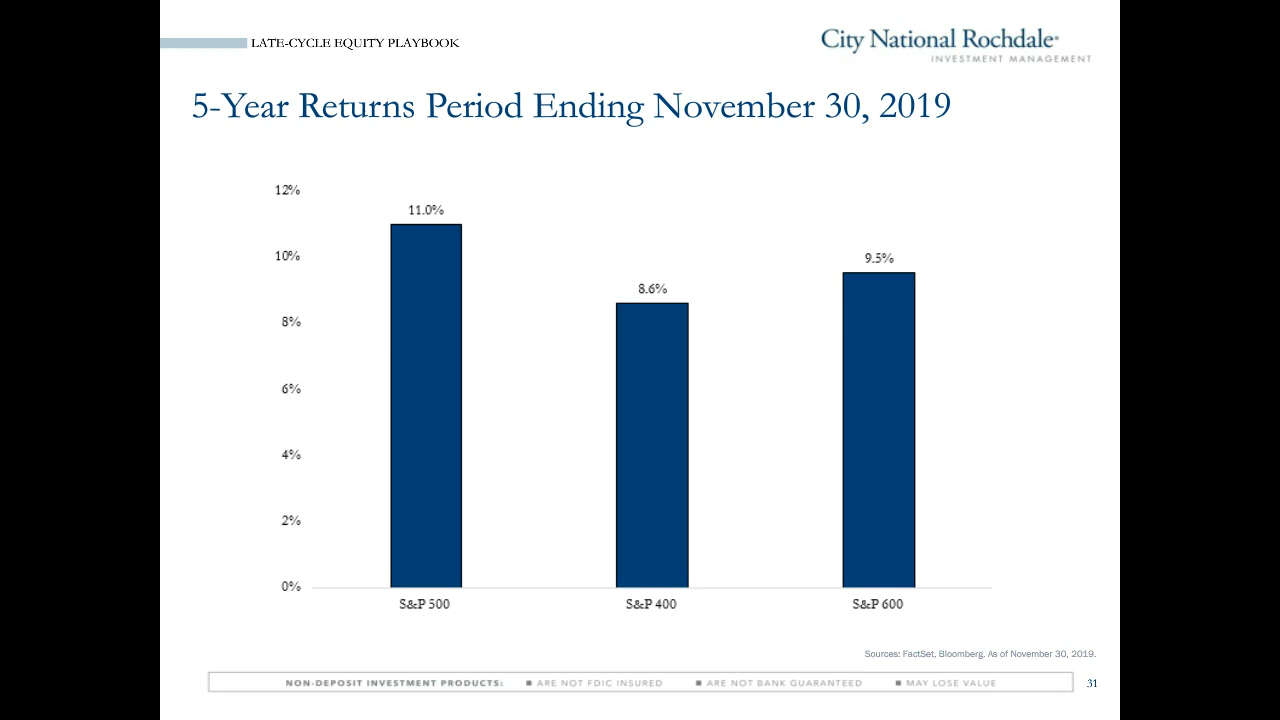 LATE-CYCLE EQUITY PLAYBOOK
City National Rochdale
INVESTMENT MANAGEMENT
5-Year Returns Period Ending November 30, 2019
12%
11.0%
10%
9.5%
8.6%
8%
6%
4%
2%
0%
S&P 500 S&P 400 S&P 600
Sources: FactSet, Bloomberg. As of November 30, 2019.
NON-DEPOSIT INVESTMENT PRODUCTS: ■ ARE NOT FDIC INSURED ■ ARE NOT BANK GUARANTEED ■ MAY LOSE VALUE 31